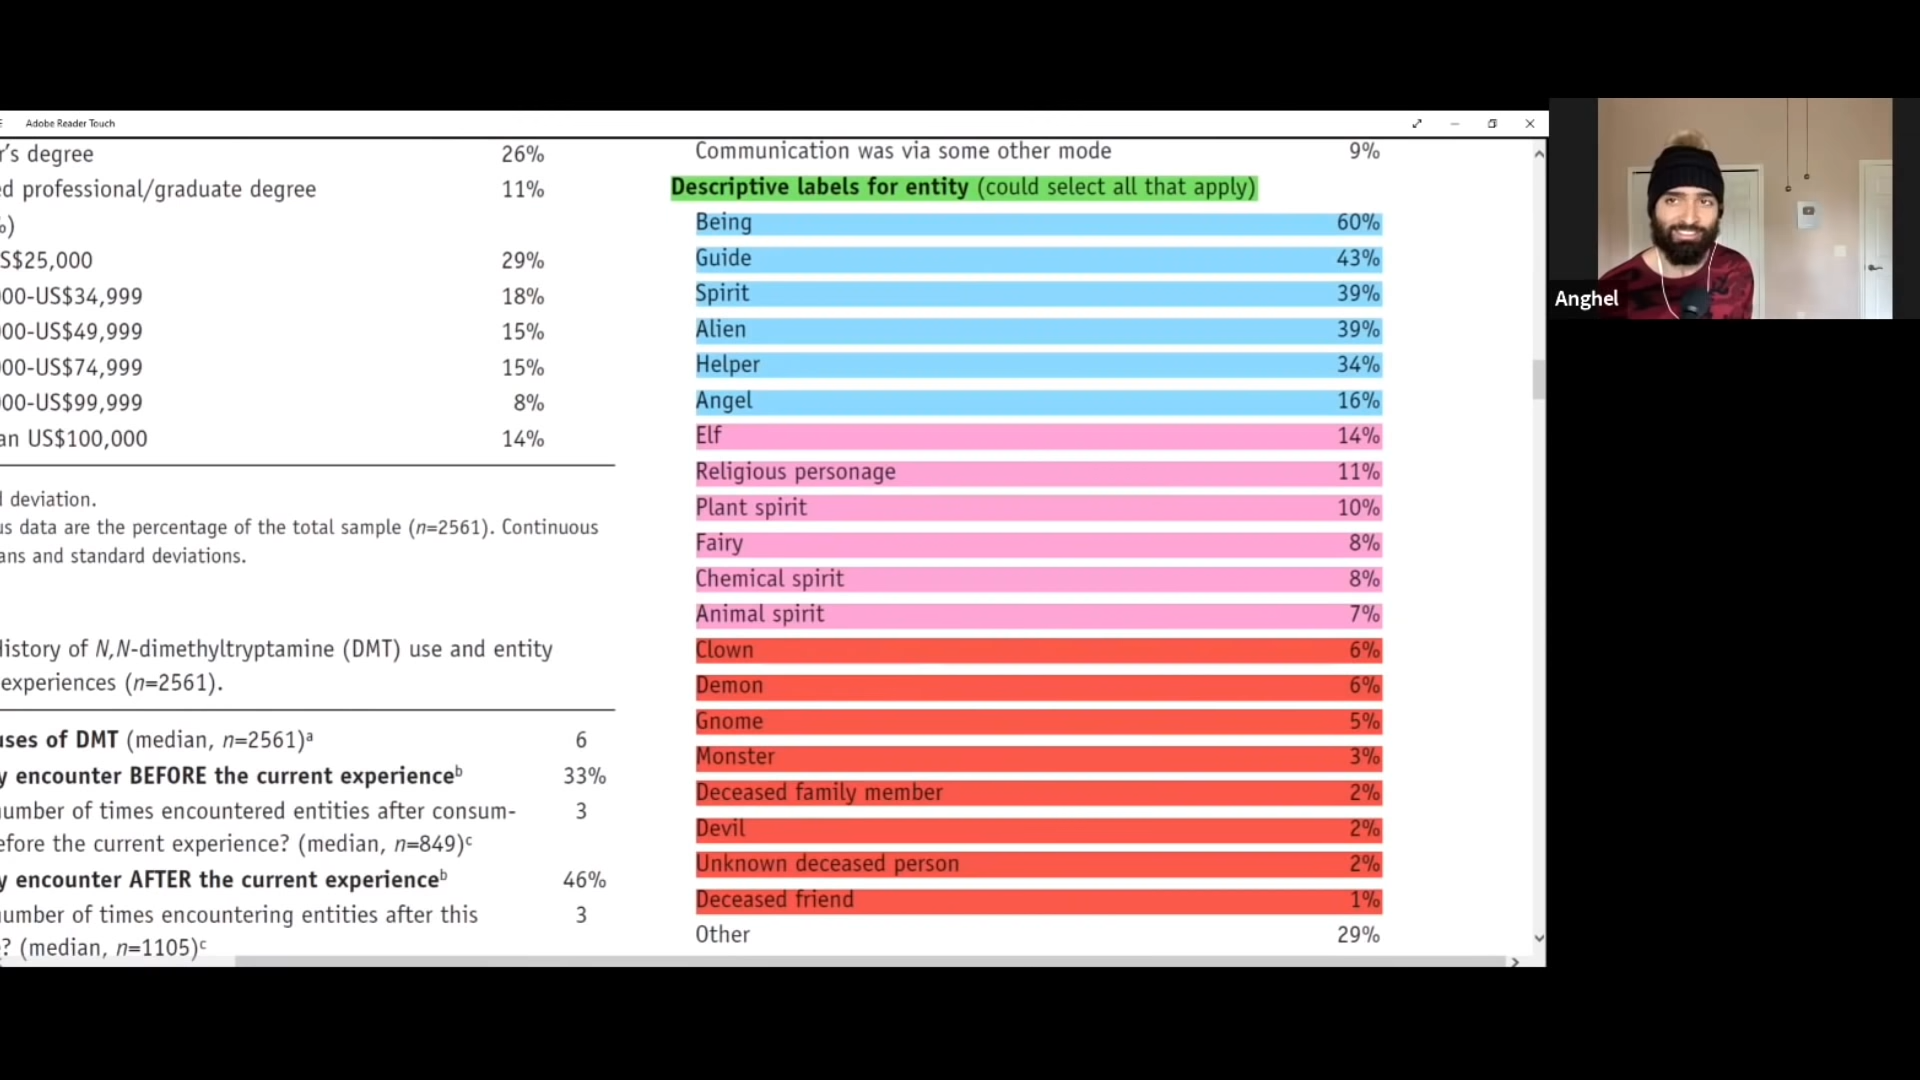 Adobe Reader Touch
r's degree 26%
ed professional/graduate degree 11%
%)
S$25,000 29%
000-US$34,999 18%
000-US$49,999 15%
000-US$74,999 15%
000-US$99,999 8%
an US$100,000 14%
d deviation.
us data are the percentage of the total sample (n=2561). Continuous
ans and standard deviations.
History of N,N-dimethyltryptamine (DMT) use and entity
experiences (n=2561).
uses of DMT (median, n=2561)a 6
y encounter BEFORE the current experienceb 33%
number of times encountered entities after consum- 3
efore the current experience? (median, n=849)c
y encounter AFTER the current experienceb 46%
number of times encountering entities after this 3
e? (median, n=1105)c
Communication was via some other mode 9%
Descriptive labels for entity (could select all that apply)
Being 60%
Guide 43%
Spirit 39%
Alien 39%
Helper 34%
Angel 16%
Elf 14%
Religious personage 11%
Plant spirit 10%
Fairy 8%
Chemical spirit 8%
Animal spirit 7%
Clown 6%
Demon 6%
Gnome 5%
Monster 3%
Deceased family member 2%
Devil 2%
Unknown deceased person 2%
Deceased friend 1%
Other 29%
Anghel